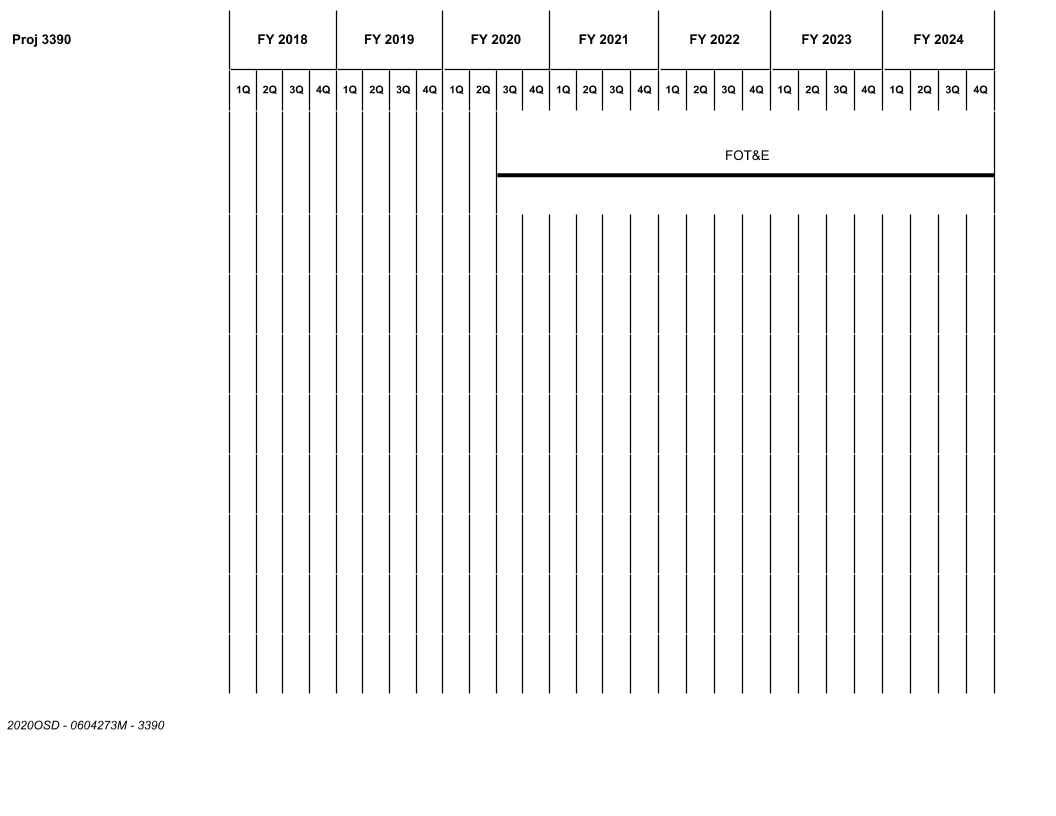 Proj 3390 FY 2018 FY 2019 FY 2020 FY 2021 FY 2022 FY 2023 FY 2024
1Q 2Q 3Q 4Q 1Q 2Q 3Q 4Q 1Q 2Q 3Q 4Q 1Q 2Q 3Q 4Q 1Q 2Q 3Q 4Q 1Q 2Q 3Q 4Q 1Q 2Q 3Q 4Q
FOT&E
2020OSD - 0604273M - 3390